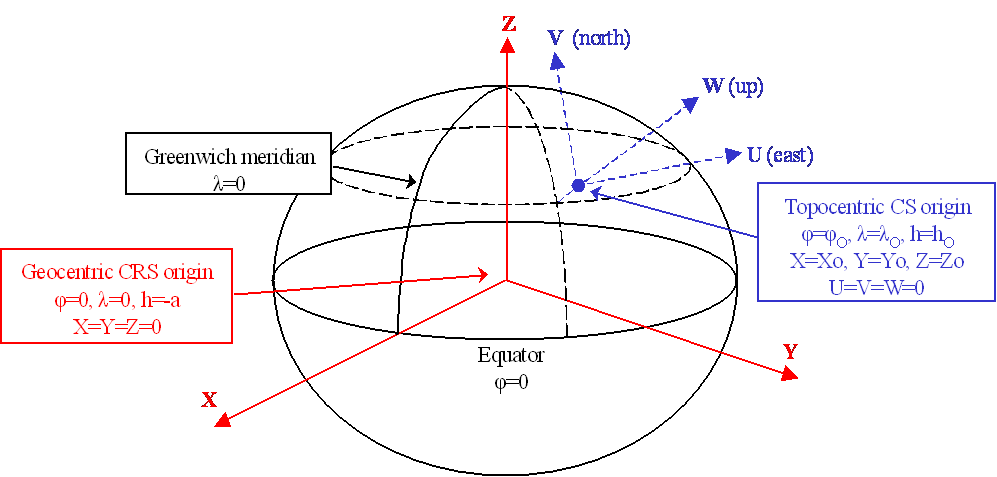 Z
V (north)
W (up)
U (east)
Greenwich meridian
λ=0
Topocentric CS origin
φ=φO, λ=λO, h=hO
X=Xo, Y=Yo, Z=Zo
U=V=W=0
Geocentric CRS origin
φ=0, λ=0, h=-a
X=Y=Z=0
Equator
φ=0
Y
X